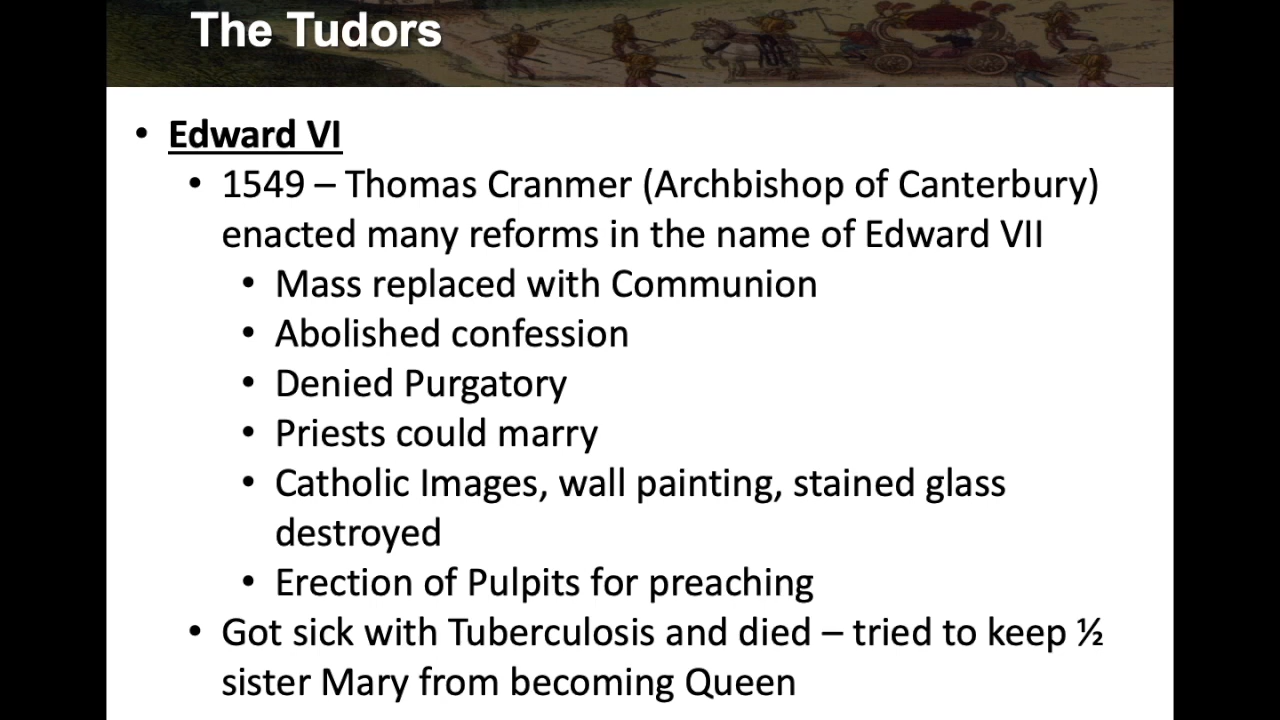 The Tudors
• Edward VI
• 1549 – Thomas Cranmer (Archbishop of Canterbury)
enacted many reforms in the name of Edward VII
• Mass replaced with Communion
• Abolished confession
• Denied Purgatory
• Priests could marry
• Catholic Images, wall painting, stained glass
destroyed
• Erection of Pulpits for preaching
• Got sick with Tuberculosis and died – tried to keep ½
sister Mary from becoming Queen